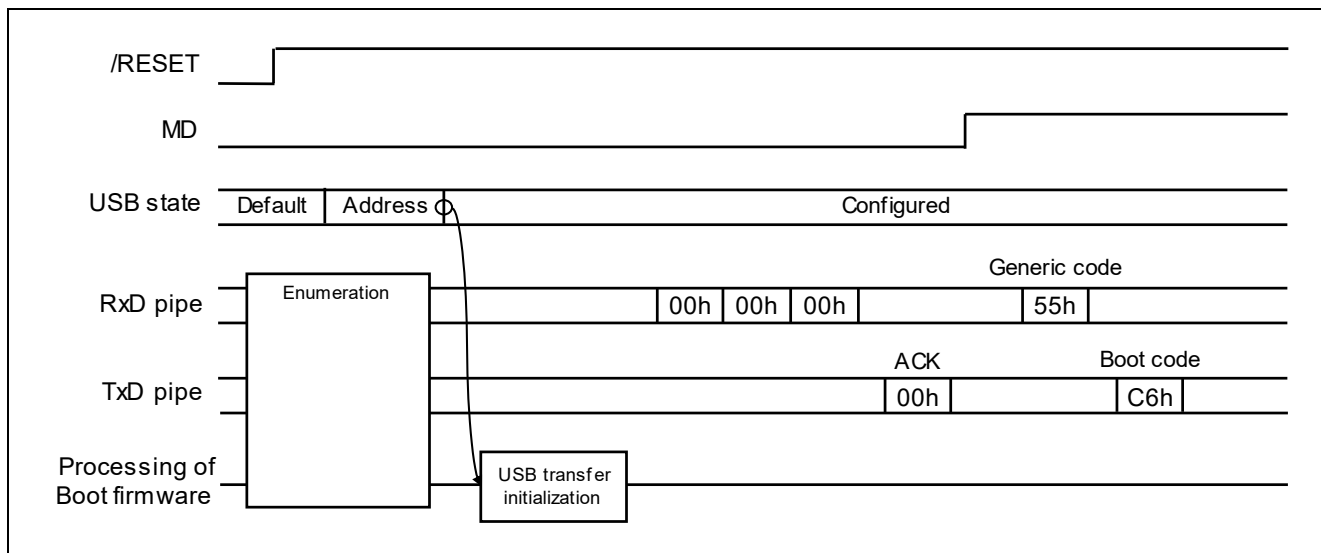 /RESET
MD
USB state
Default
Address
Configured
Generic code
RxD pipe
Enumeration
00h
00h
00h
55h
ACK
Boot code
TxD pipe
00h
C6h
Processing of
Boot firmware
USB transfer
initialization